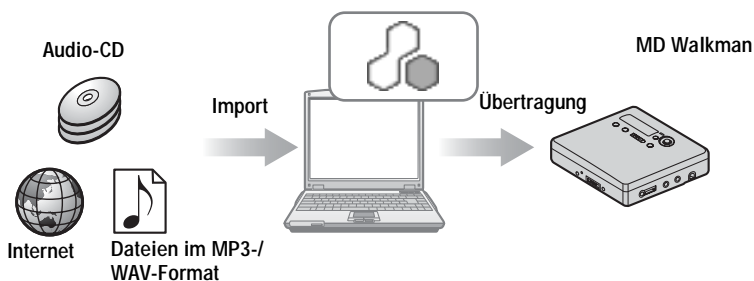 Audio-CD
MD Walkman
Import
Übertragung
Internet
Dateien im MP3-/
WAV-Format